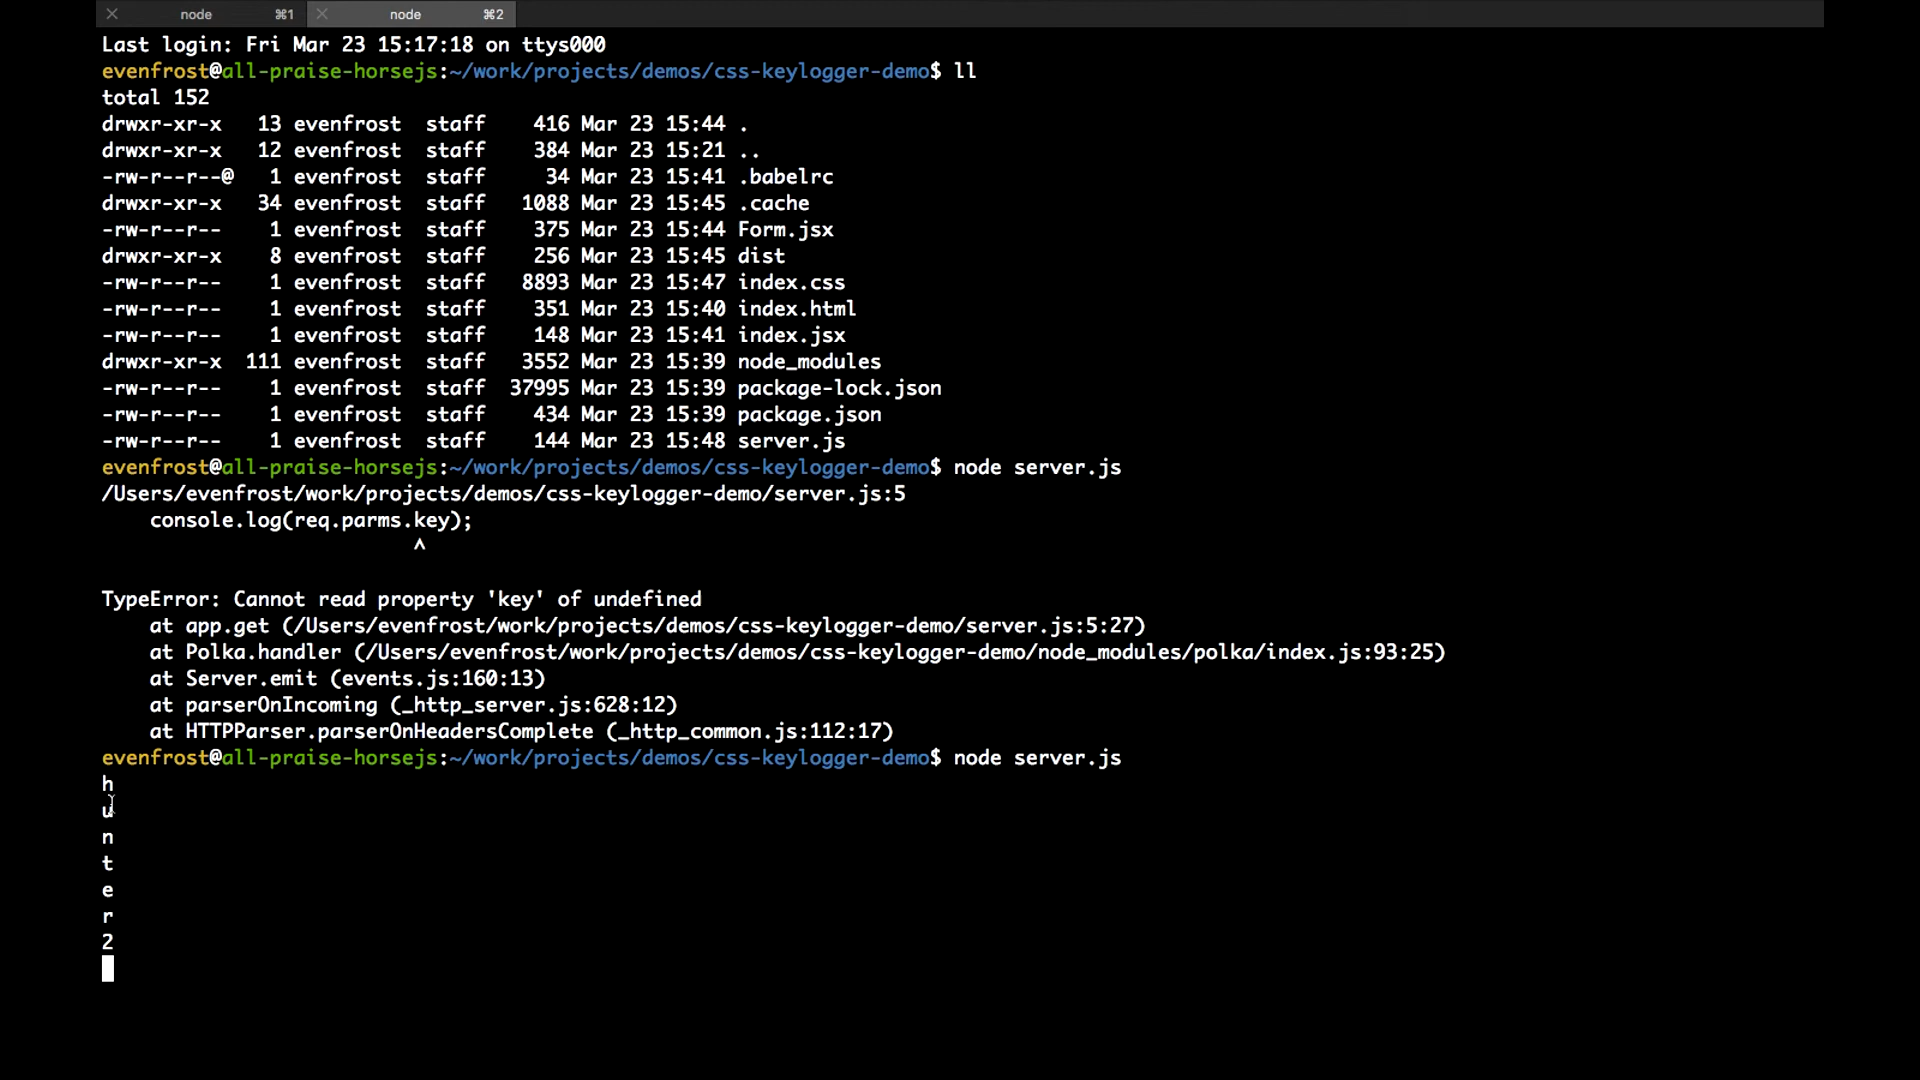 node ⌘1 node ⌘2
Last login: Fri Mar 23 15:17:18 on ttys000
evenfrost@all-praise-horsejs:~/work/projects/demos/css-keylogger-demo$ ll
total 152
drwxr-xr-x 13 evenfrost staff 416 Mar 23 15:44 .
drwxr-xr-x 12 evenfrost staff 384 Mar 23 15:21 ..
-rw-r--r--@ 1 evenfrost staff 34 Mar 23 15:41 .babelrc
drwxr-xr-x 34 evenfrost staff 1088 Mar 23 15:45 .cache
-rw-r--r-- 1 evenfrost staff 375 Mar 23 15:44 Form.jsx
drwxr-xr-x 8 evenfrost staff 256 Mar 23 15:45 dist
-rw-r--r-- 1 evenfrost staff 8893 Mar 23 15:47 index.css
-rw-r--r-- 1 evenfrost staff 351 Mar 23 15:40 index.html
-rw-r--r-- 1 evenfrost staff 148 Mar 23 15:41 index.jsx
drwxr-xr-x 111 evenfrost staff 3552 Mar 23 15:39 node_modules
-rw-r--r-- 1 evenfrost staff 37995 Mar 23 15:39 package-lock.json
-rw-r--r-- 1 evenfrost staff 434 Mar 23 15:39 package.json
-rw-r--r-- 1 evenfrost staff 144 Mar 23 15:48 server.js
evenfrost@all-praise-horsejs:~/work/projects/demos/css-keylogger-demo$ node server.js
/Users/evenfrost/work/projects/demos/css-keylogger-demo/server.js:5
console.log(req.parms.key);
^
TypeError: Cannot read property 'key' of undefined
at app.get (/Users/evenfrost/work/projects/demos/css-keylogger-demo/server.js:5:27)
at Polka.handler (/Users/evenfrost/work/projects/demos/css-keylogger-demo/node_modules/polka/index.js:93:25)
at Server.emit (events.js:160:13)
at parserOnIncoming (_http_server.js:628:12)
at HTTPParser.parserOnHeadersComplete (_http_common.js:112:17)
evenfrost@all-praise-horsejs:~/work/projects/demos/css-keylogger-demo$ node server.js
h
u
n
t
e
r
2